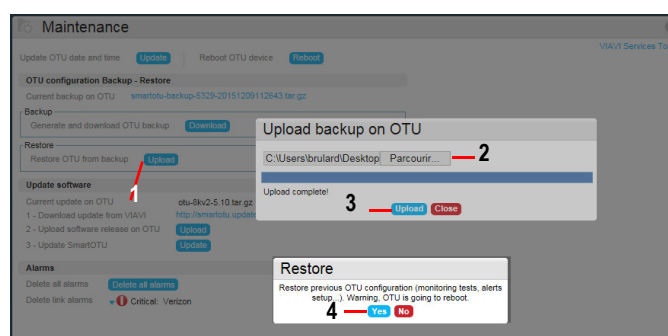 Maintenance
VIAVI Services To
Update OTU date and time Update Reboot OTU device Reboot
OTU configuration Backup - Restore
Current backup on OTU smartotu-backup-5329-20151209112643.tar.gz
Backup
Generate and download OTU backup Download
Restore
Restore OTU from backup Upload
1
Update software
Current update on OTU otu-8kv2-5.10.tar.gz
1 - Download update from VIAVI http://smartotu.update
2 - Upload software release on OTU Upload
3 - Update SmartOTU Update
Alarms
Delete all alarms Delete all alarms
Delete link alarms Critical: Verizon
Upload backup on OTU
C:\Users\brulard\Desktop Parcourir... 2
Upload complete!
3 Upload Close
Restore
Restore previous OTU configuration (monitoring tests, alerts
setup...). Warning, OTU is going to reboot.
4 Yes No